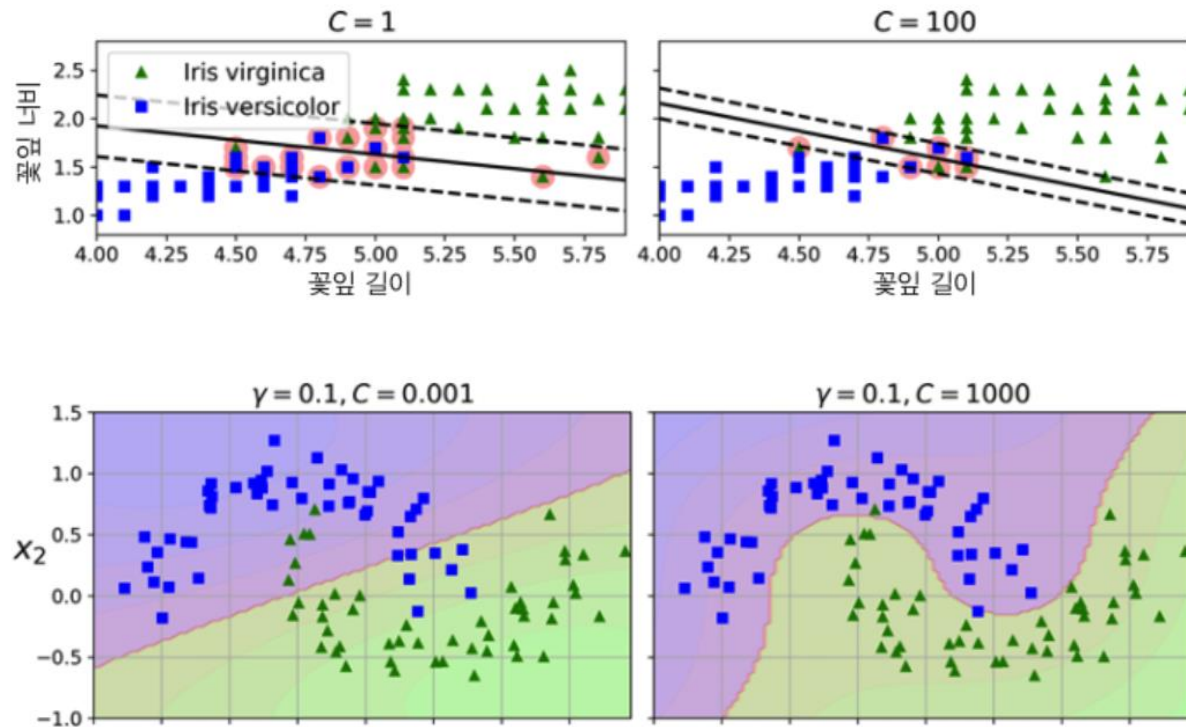 C = 1
C = 100
Iris virginica
Iris versicolor
꽃잎 너비
2.5
2.0
1.5
1.0
4.00 4.25 4.50 4.75 5.00 5.25 5.50 5.75
4.00 4.25 4.50 4.75 5.00 5.25 5.50 5.75
꽃잎 길이
꽃잎 길이
γ = 0.1, C = 0.001
γ = 0.1, C = 1000
x₂
1.5
1.0
0.5
0.0
−0.5
−1.0